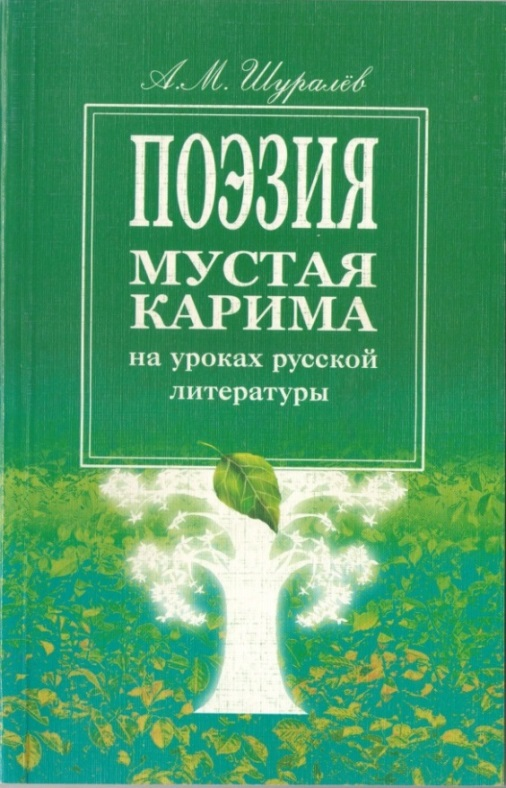 А.М. Шуралёв
ПОЭЗИЯ
МУСТАЯ
КАРИМА
на уроках русской
литературы